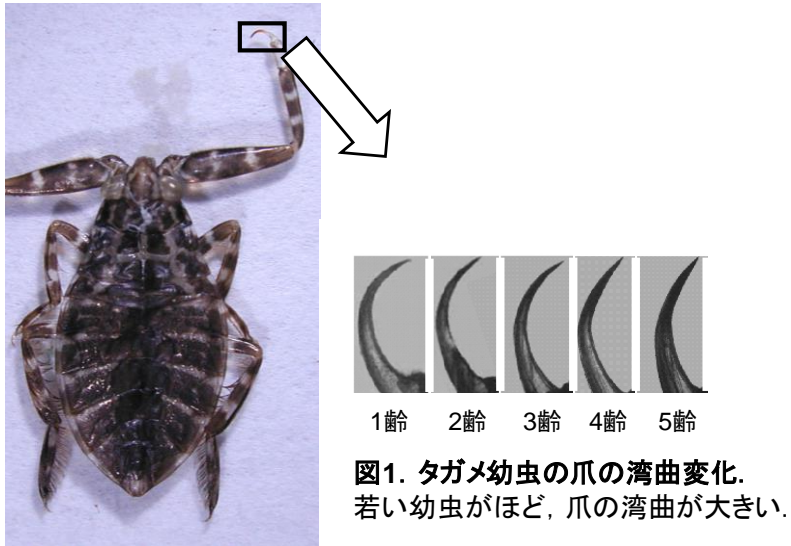 1齢 2齢 3齢 4齢 5齢
図1. タガメ幼虫の爪の湾曲変化.
若い幼虫がほど, 爪の湾曲が大きい.